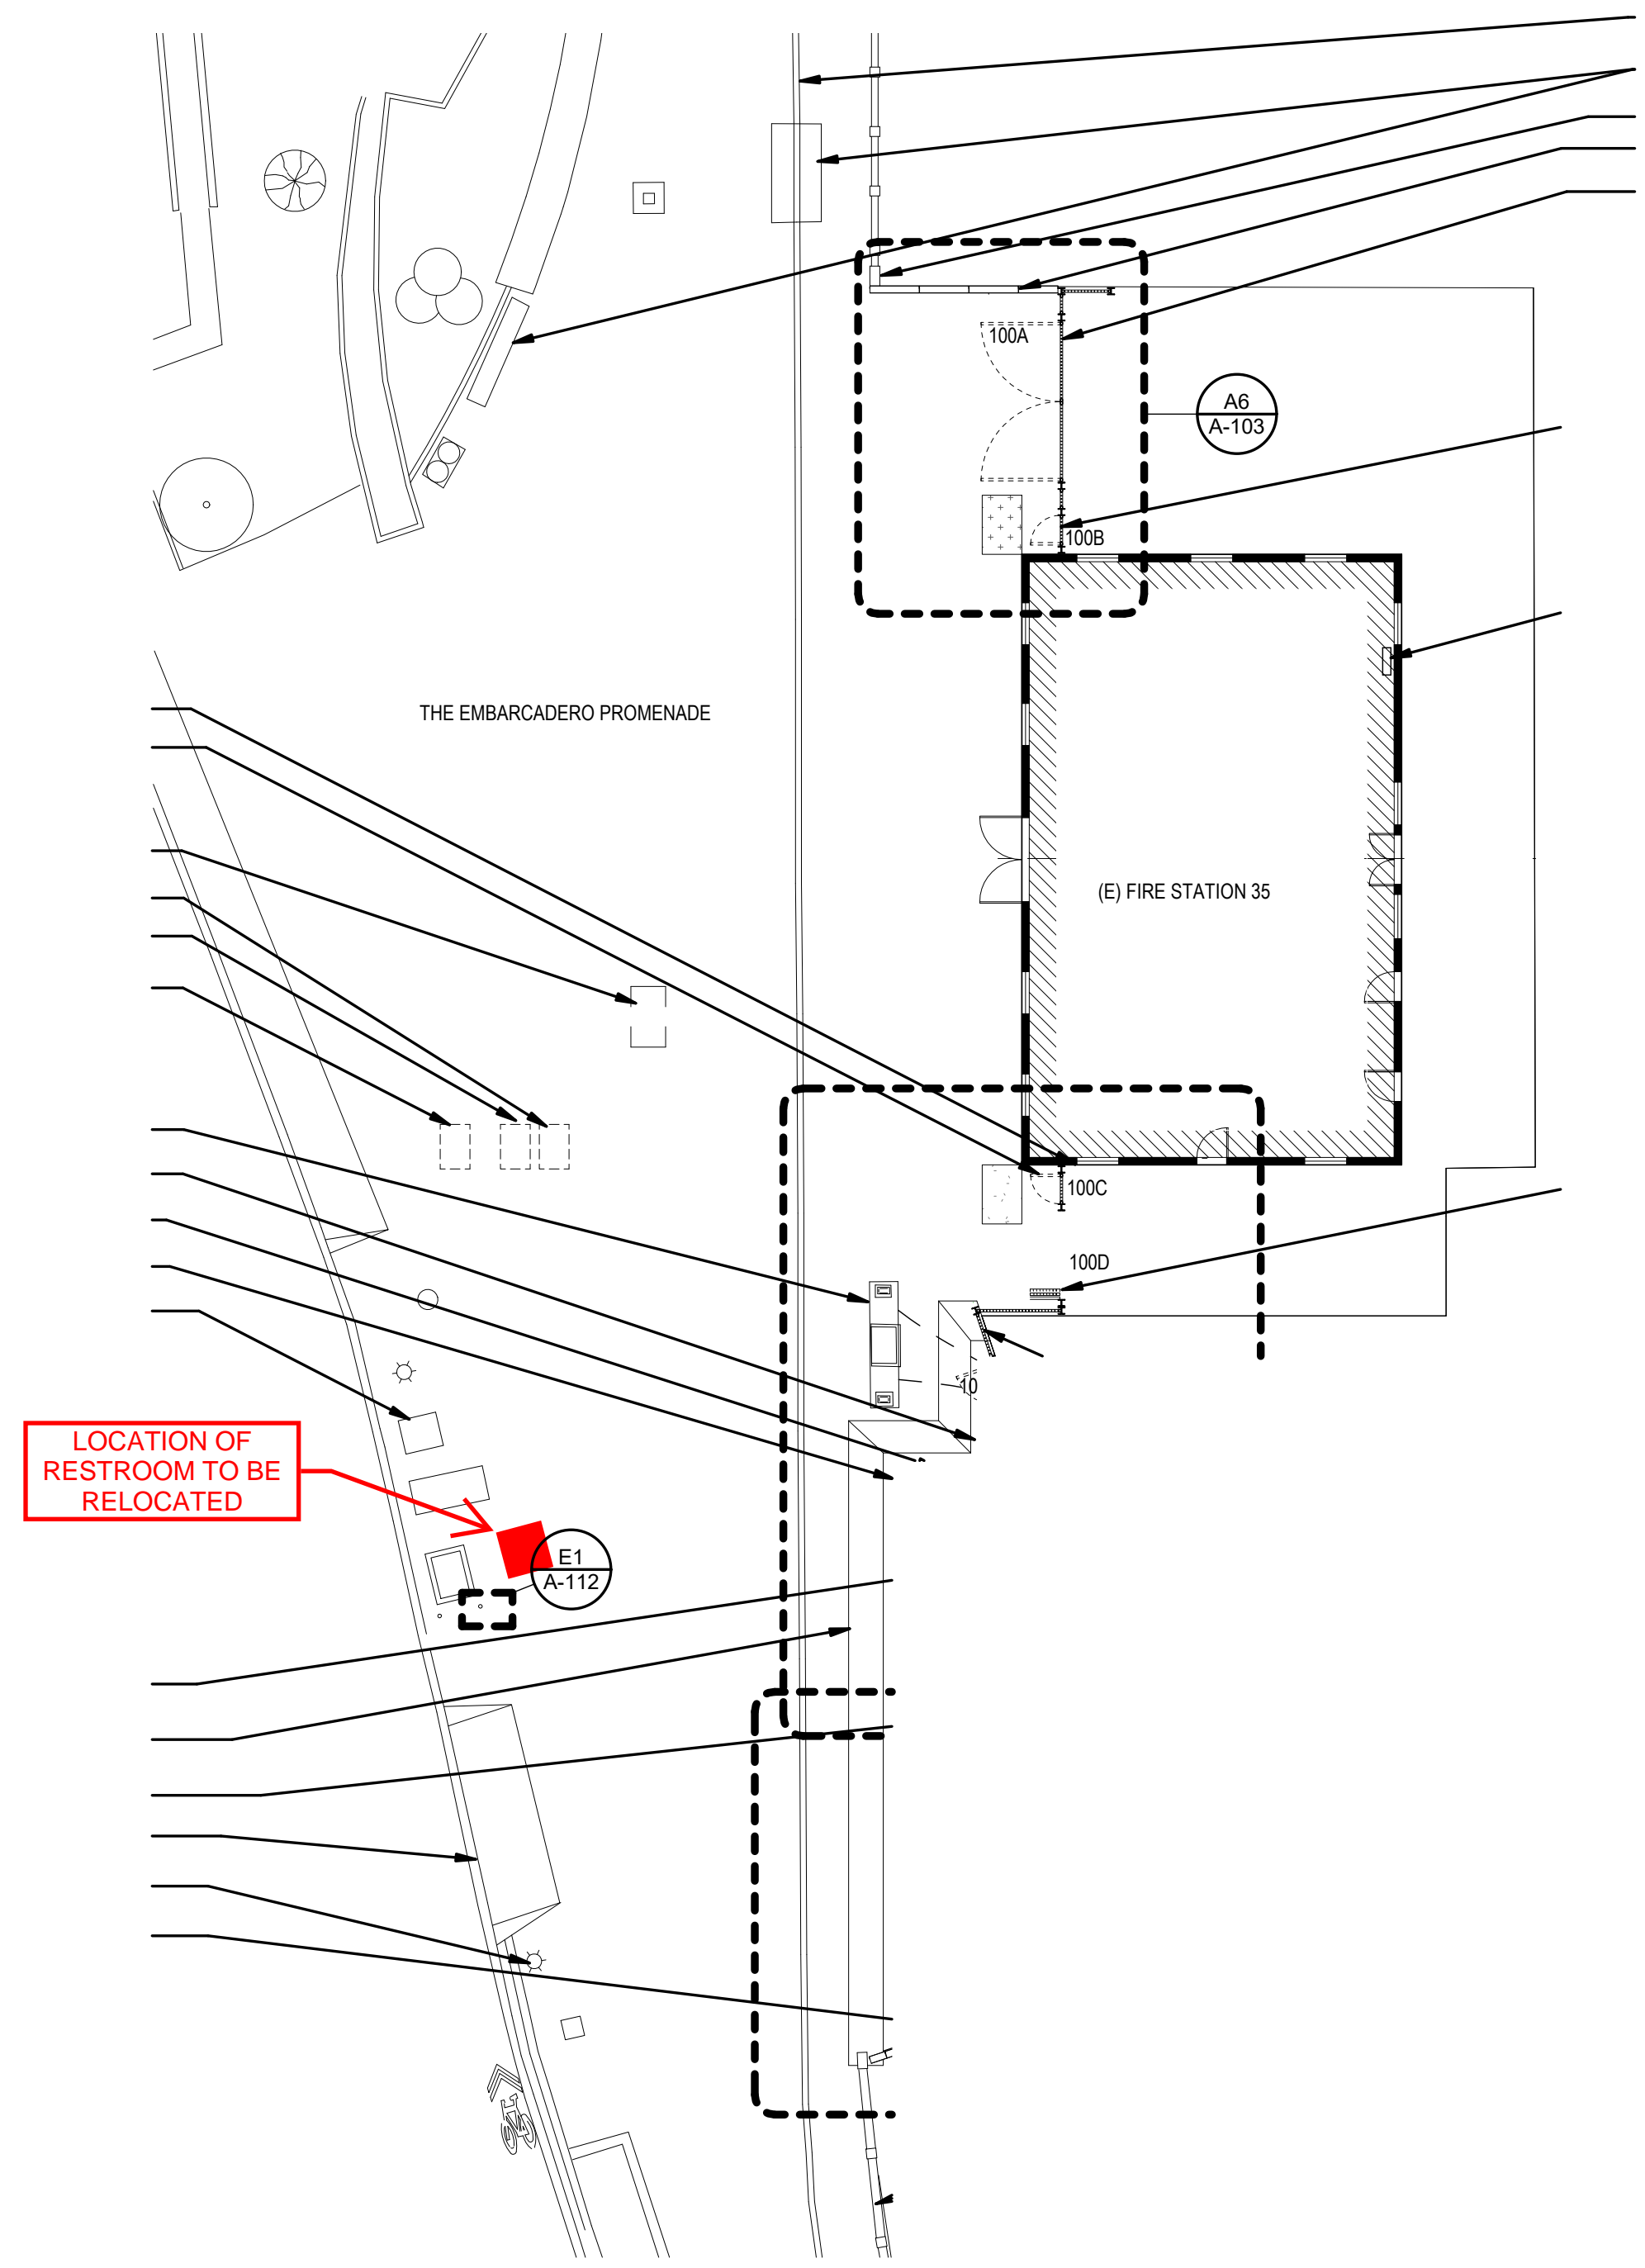 100A
A6
A-103
100B
THE EMBARCADERO PROMENADE
(E) FIRE STATION 35
100C
100D
10
LOCATION OF
RESTROOM TO BE
RELOCATED
E1
A-112